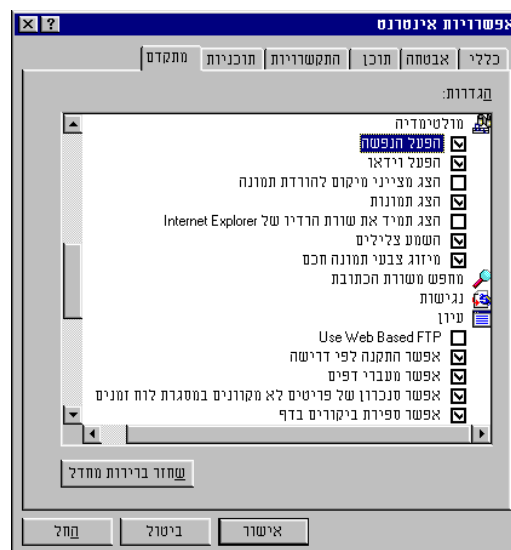 אפשרויות אינטרנט
כללי אבטחה תוכן התקשרויות תוכניות מתקדם
הגדרות:
מולטימדיה
הפעל הנפשה
הפעל וידאו
הצג מצייני מיקום להורדת תמונה
הצג תמונות
הצג תמיד את שורת הרדיו של Internet Explorer
השמע צלילים
מיזוג צבעי תמונה חכם
מחפש משורת הכתובת
נגישות
עיון
Use Web Based FTP
אפשר התקנה לפי דרישה
אפשר מעברי דפים
אפשר סנכרון של פריטים לא מקוונים במסגרת לוח זמנים
אפשר ספירת ביקורים בדף
שחזר ברירות מחדל
אישור ביטול החל